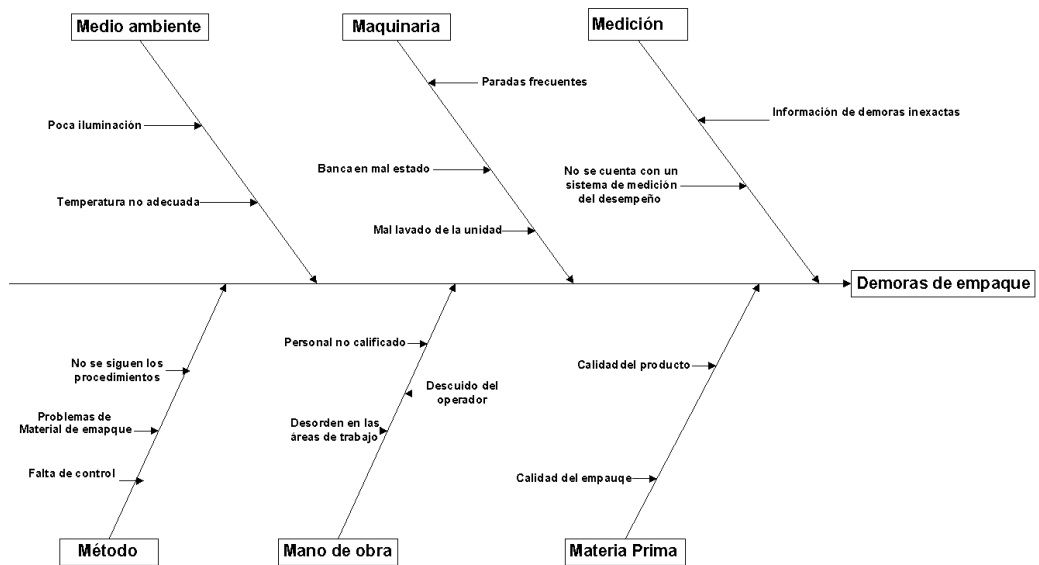 Medio ambiente
Maquinaria
Medición
Paradas frecuentes
Información de demoras inexactas
Poca iluminación
Banca en mal estado
No se cuenta con un
sistema de medición
del desempeño
Temperatura no adecuada
Mal lavado de la unidad
Demoras de empaque
Personal no calificado
No se siguen los
procedimientos
Calidad del producto
Descuido del
operador
Problemas de
Material de emapque
Desorden en las
áreas de trabajo
Falta de control
Calidad del empauqe
Método
Mano de obra
Materia Prima